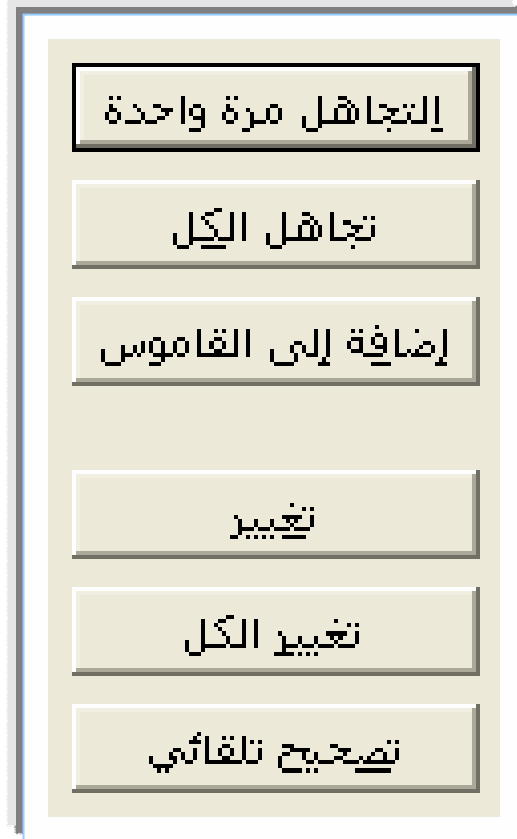 التجاهل مرة واحدة
تجاهل الكل
إضافة إلى القاموس
تغيير
تغيير الكل
تصحيح تلقائي